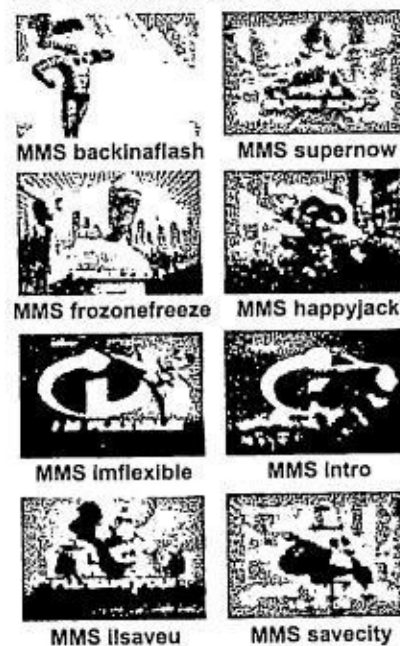 MMS backinaflash
MMS supernow
MMS frozonefreeze
MMS happyjack
MMS imflexible
MMS intro
MMS ilsaveu
MMS savecity